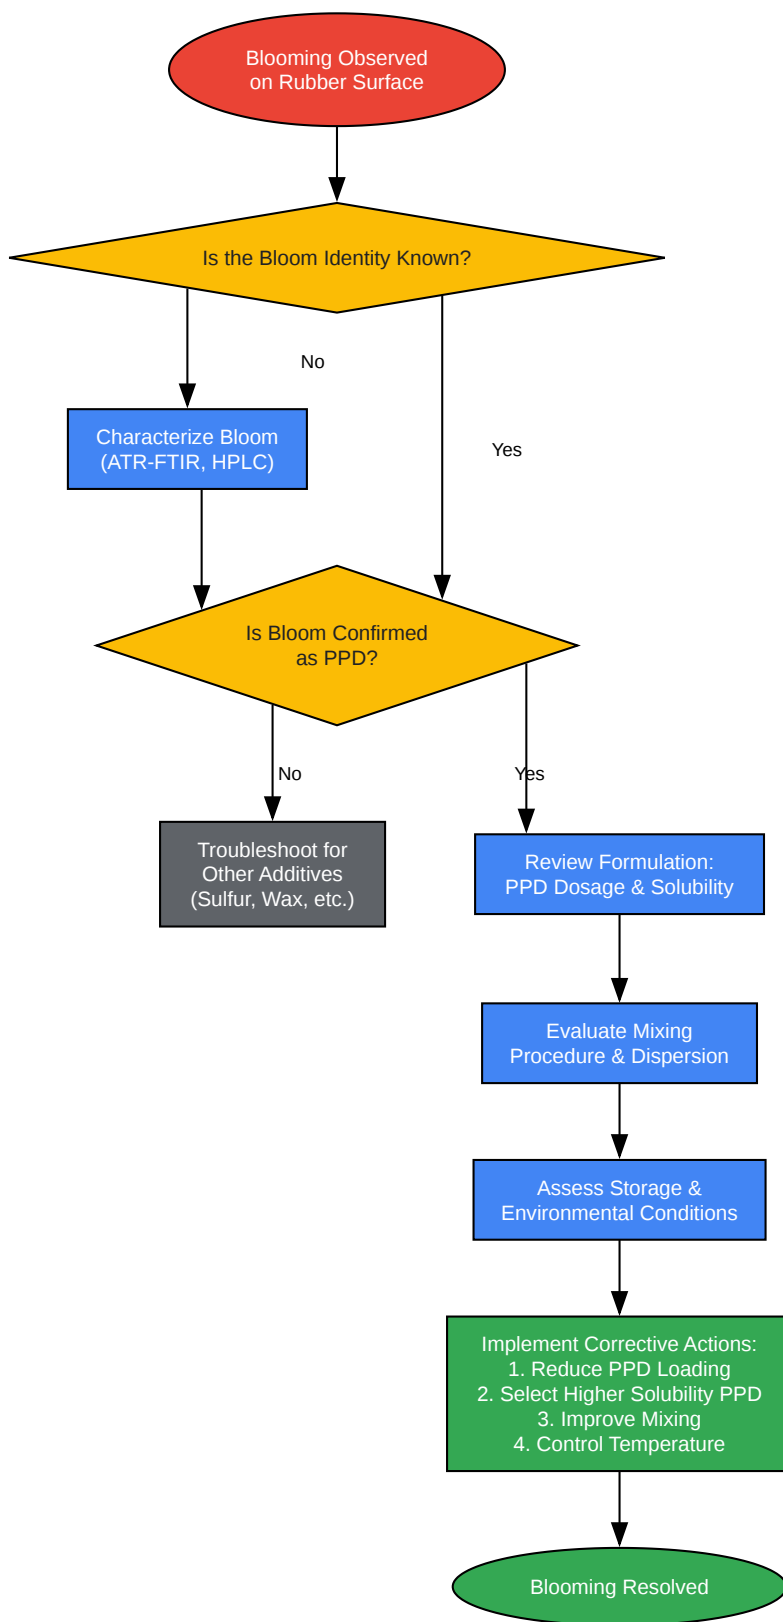 Blooming Observed
on Rubber Surface
Is the Bloom Identity Known?
No
Characterize Bloom
(ATR-FTIR, HPLC)
Yes
Is Bloom Confirmed
as PPD?
No
Yes
Troubleshoot for
Other Additives
(Sulfur, Wax, etc.)
Review Formulation:
PPD Dosage & Solubility
Evaluate Mixing
Procedure & Dispersion
Assess Storage &
Environmental Conditions
Implement Corrective Actions:
1. Reduce PPD Loading
2. Select Higher Solubility PPD
3. Improve Mixing
4. Control Temperature
Blooming Resolved